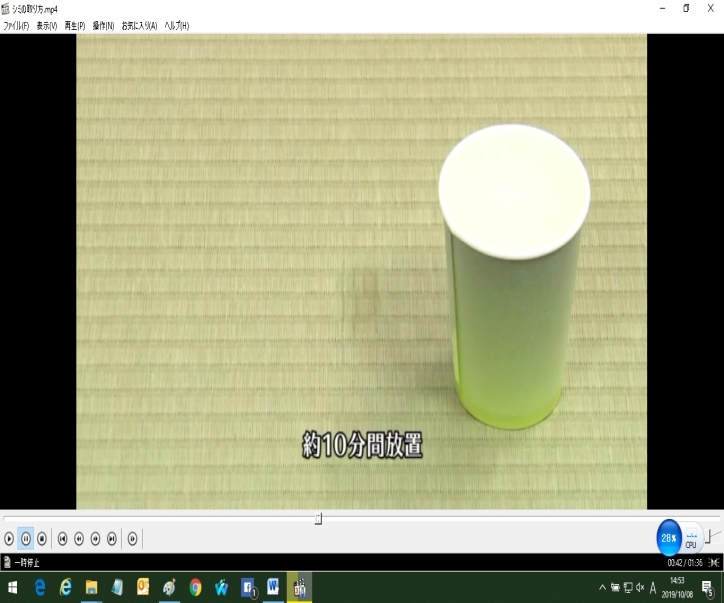 シミの取り方.mp4
ファイル(F) 表示(V) 再生(P) 操作(N) お気に入り(A) ヘルプ(H)
約10分間放置
28%
CPU
一時停止
00:42 / 01:36
A
14:53
2019/10/08
1
5